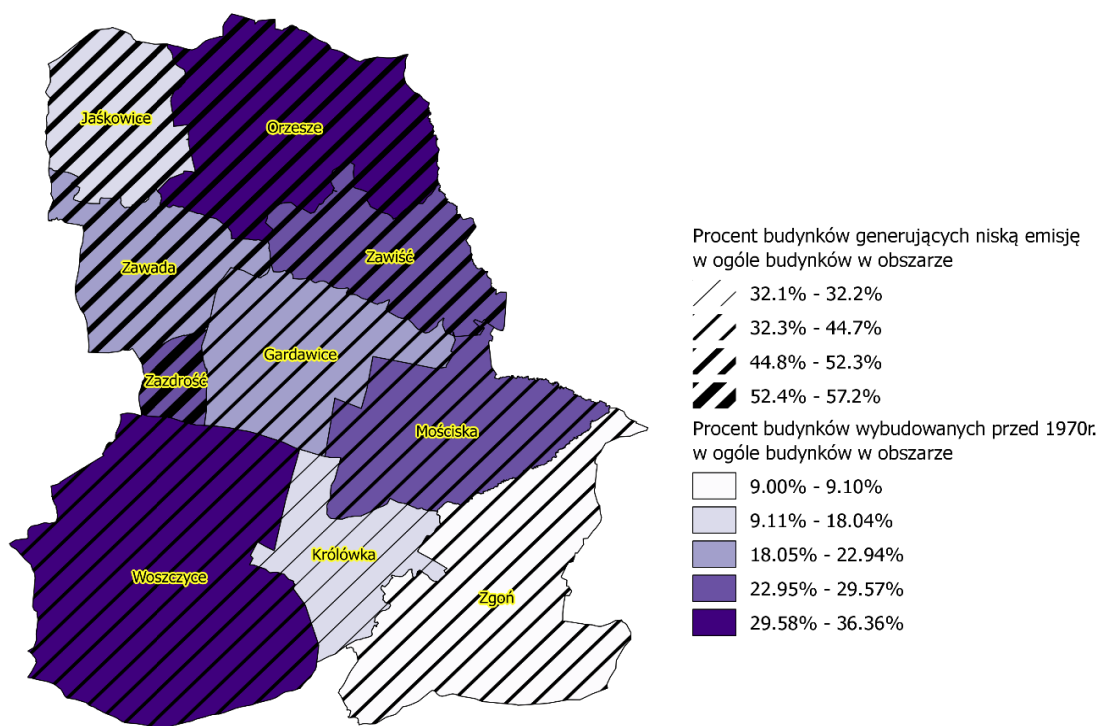 Jaśkowice
Orzesze
Zawada
Zawiść
Gardawice
Zazdrość
Mościska
Królówka
Woszczyce
Zgoń
Procent budynków generujących niską emisję
w ogóle budynków w obszarze
32.1% - 32.2%
32.3% - 44.7%
44.8% - 52.3%
52.4% - 57.2%
Procent budynków wybudowanych przed 1970r.
w ogóle budynków w obszarze
9.00% - 9.10%
9.11% - 18.04%
18.05% - 22.94%
22.95% - 29.57%
29.58% - 36.36%